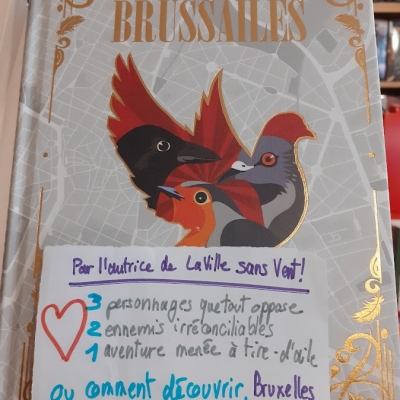 BRUSSAILES
Par l'autrice de La Ville sans Vent!
3 personnages que tout oppose
2 ennemis irréconciliables
1 aventure menée à tire-d'aile
ou comment découvrir Bruxelles